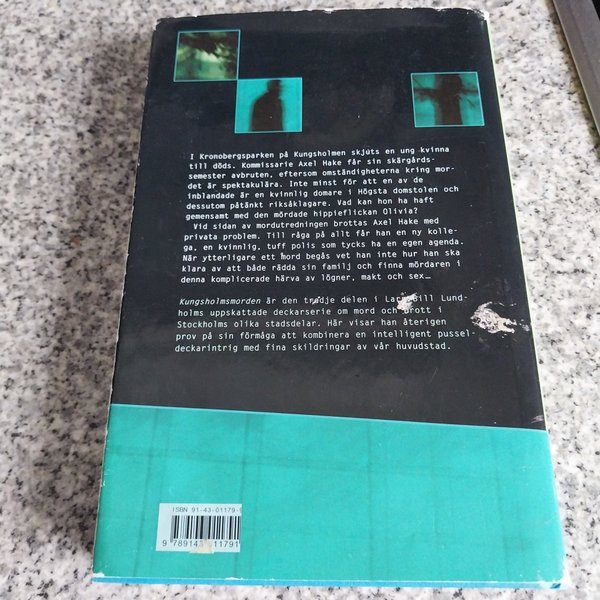 I Kronobergsparken på Kungsholmen skjuts en ung kvinna
till döds. Kommissarie Axel Hake får sin skärgårds-
semester avbruten, eftersom omständigheterna kring mor-
det är spektakulära. Inte minst för att en av de
inblandade är en kvinnlig domare i Högsta domstolen och
dessutom påtänkt riksåklagare. Vad kan hon ha haft
gemensamt med den mördade hippieflickan Olivia?
Vid sidan av mordutredningen brottas Axel Hake med
privata problem. Till råga på allt får han en ny kolle-
ga, en kvinnlig, tuff polis som tycks ha en egen agenda.
När ytterligare ett mord begås vet han inte hur han ska
klara av att både rädda sin familj och finna mördaren i
denna komplicerade härva av lögner, makt och sex…
Kungsholmsmorden är den tredje delen i Lars Bill Lund-
holms uppskattade deckarserie om mord och brott i
Stockholms olika stadsdelar. Här visar han återigen
prov på sin förmåga att kombinera en intelligent pussel-
deckarintrig med fina skildringar av vår huvudstad.
ISBN 91-43-01179-
9 789143 011791